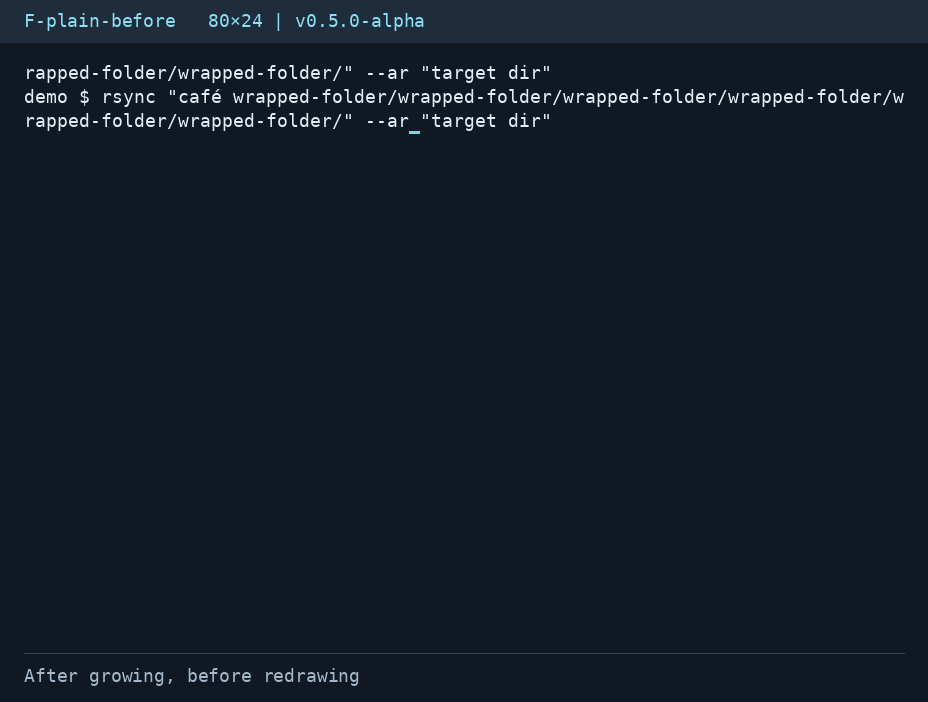 F-plain-before   80×24 | v0.5.0-alpha
rapped-folder/wrapped-folder/" --ar "target dir"
demo $ rsync "café wrapped-folder/wrapped-folder/wrapped-folder/wrapped-folder/w
rapped-folder/wrapped-folder/" --ar "target dir"
After growing, before redrawing